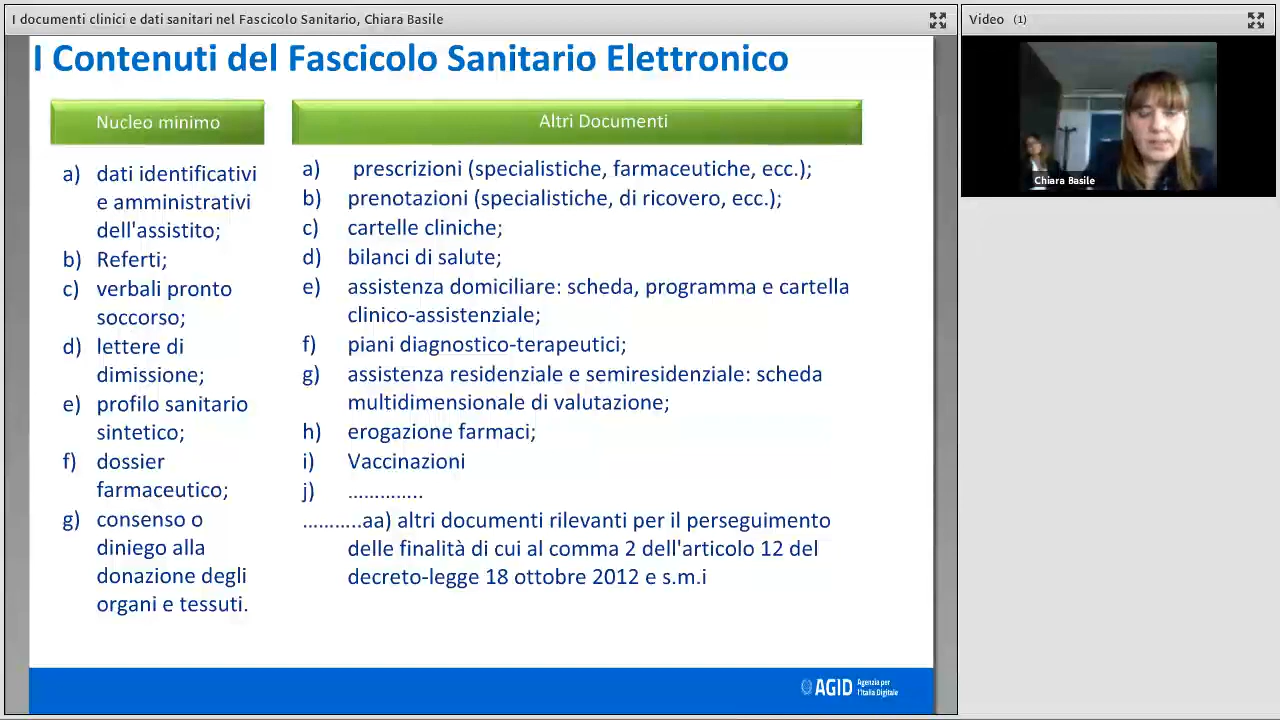 I documenti clinici e dati sanitari nel Fascicolo Sanitario, Chiara Basile
Video (1)
I Contenuti del Fascicolo Sanitario Elettronico
Nucleo minimo
a) dati identificativi
e amministrativi
dell'assistito;
b) Referti;
c) verbali pronto
soccorso;
d) lettere di
dimissione;
e) profilo sanitario
sintetico;
f) dossier
farmaceutico;
g) consenso o
diniego alla
donazione degli
organi e tessuti.
Altri Documenti
a) prescrizioni (specialistiche, farmaceutiche, ecc.);
b) prenotazioni (specialistiche, di ricovero, ecc.);
c) cartelle cliniche;
d) bilanci di salute;
e) assistenza domiciliare: scheda, programma e cartella
clinico-assistenziale;
f) piani diagnostico-terapeutici;
g) assistenza residenziale e semiresidenziale: scheda
multidimensionale di valutazione;
h) erogazione farmaci;
i) Vaccinazioni
j) .............
...........aa) altri documenti rilevanti per il perseguimento
delle finalità di cui al comma 2 dell'articolo 12 del
decreto-legge 18 ottobre 2012 e s.m.i
Chiara Basile
AGID Agenzia per
l'Italia Digitale